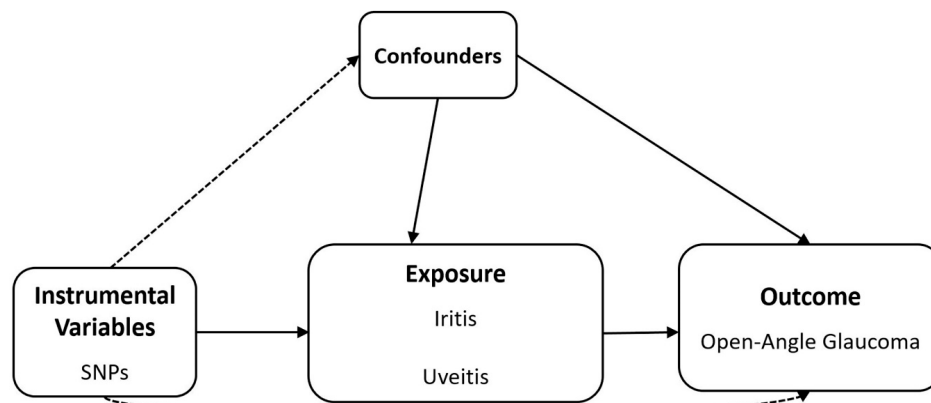 Confounders
Instrumental
Variables
SNPs
Exposure
Iritis
Uveitis
Outcome
Open-Angle Glaucoma